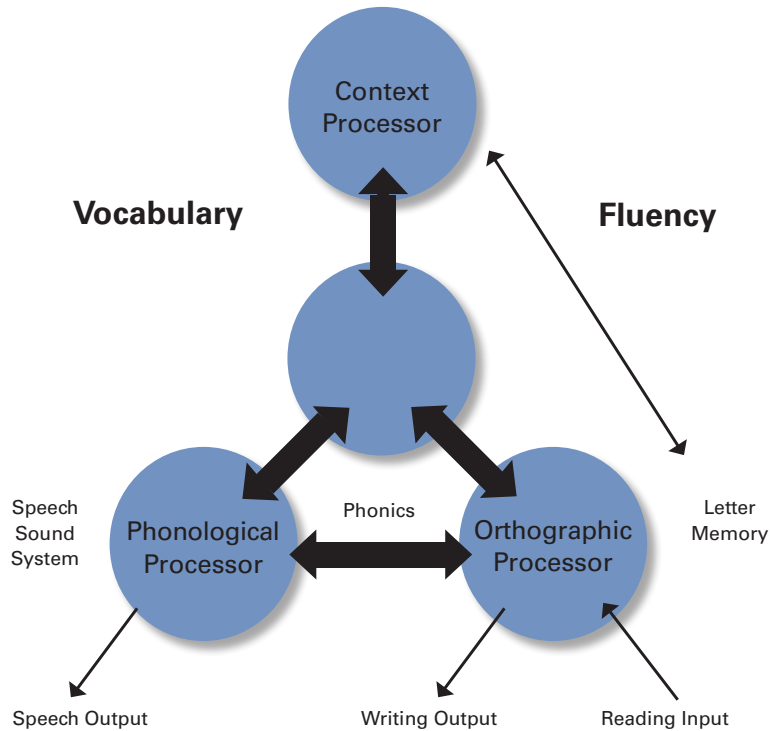 Context
Processor
Vocabulary
Fluency
Speech
Sound
System
Phonological
Processor
Phonics
Orthographic
Processor
Letter
Memory
Speech Output
Writing Output
Reading Input